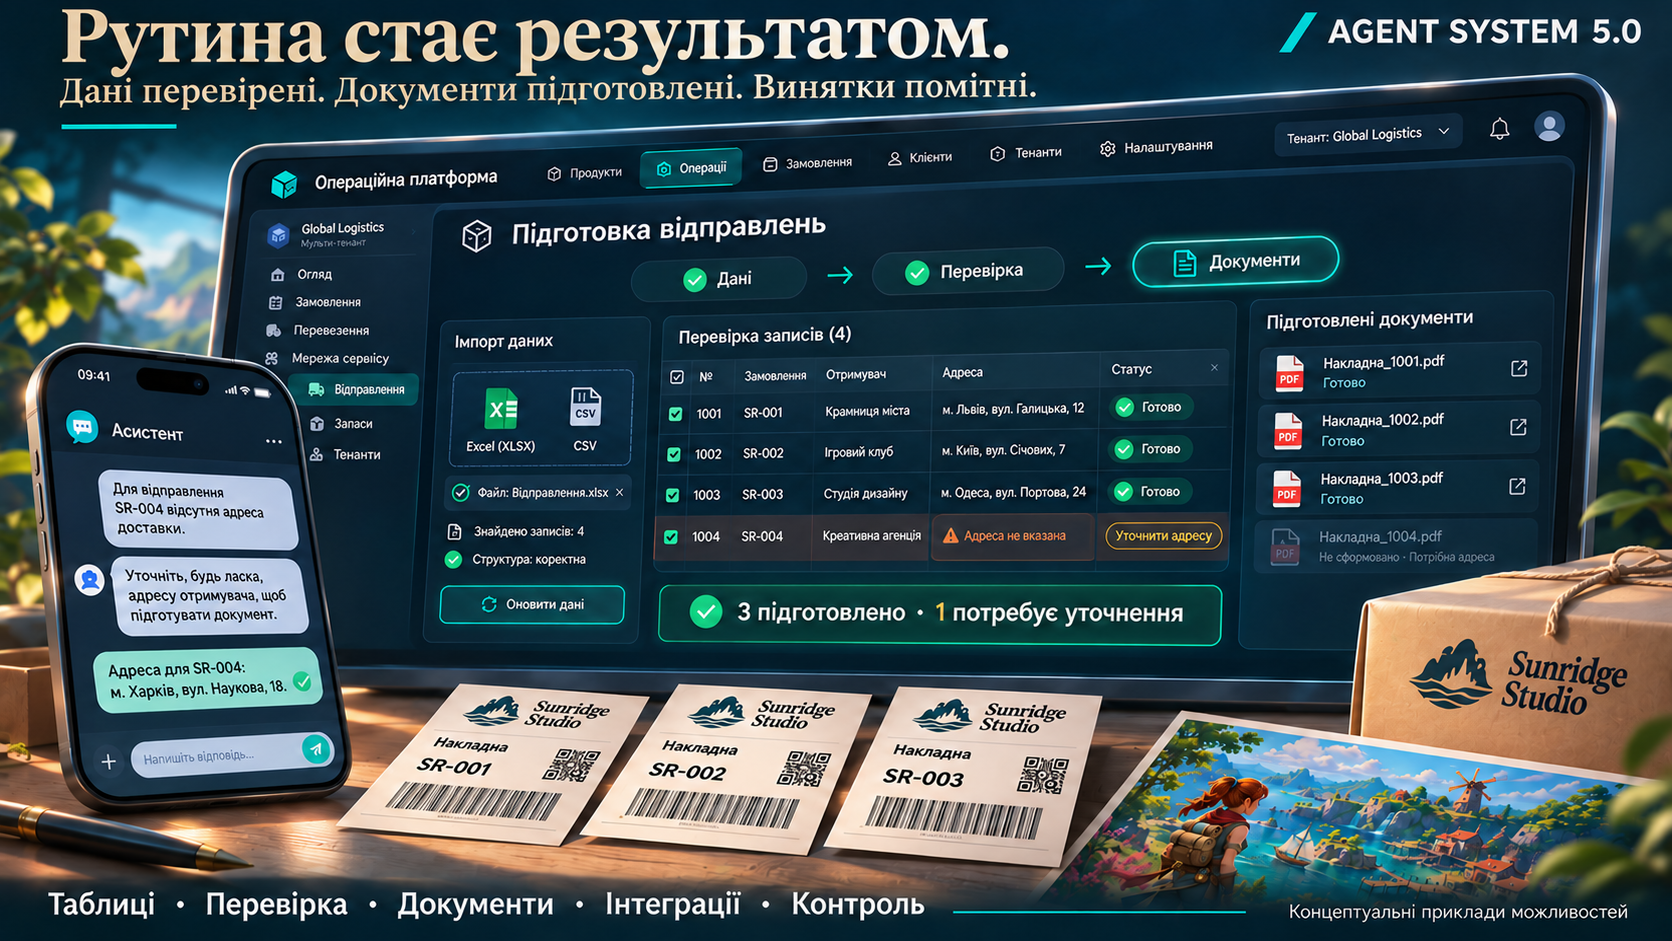 Рутина стає результатом.
Дані перевірені. Документи підготовлені. Винятки помітні.
AGENT SYSTEM 5.0
Операційна платформа
Продукти
Операції
Замовлення
Клієнти
Тенанти
Налаштування
Тенант: Global Logistics
Global Logistics
Мульти-тенант
Огляд
Замовлення
Перевезення
Мережа сервісу
Відправлення
Запаси
Тенанти
Підготовка відправлень
Дані → Перевірка → Документи
Імпорт даних
Excel (XLSX)
CSV
CSV
Файл: Відправлення.xlsx ×
Знайдено записів: 4
Структура: коректна
Оновити дані
Перевірка записів (4)
№ Замовлення Отримувач Адреса Статус ×
1001 SR-001 Крамниця міста м. Львів, вул. Галицька, 12 Готово
1002 SR-002 Ігровий клуб м. Київ, вул. Січових, 7 Готово
1003 SR-003 Студія дизайну м. Одеса, вул. Портова, 24 Готово
1004 SR-004 Креативна агенція Адреса не вказана Уточнити адресу
3 підготовлено • 1 потребує уточнення
Підготовлені документи
PDF
Накладна_1001.pdf
Готово
PDF
Накладна_1002.pdf
Готово
PDF
Накладна_1003.pdf
Готово
PDF
Накладна_1004.pdf
Не сформовано - Потрібна адреса
09:41
Асистент
Для відправлення
SR-004 відсутня адреса
доставки.
Уточніть, будь ласка,
адресу отримувача, щоб
підготувати документ.
Адреса для SR-004:
м. Харків, вул. Наукова, 18.
Напишіть відповідь...
Sunridge
Studio
Накладна
SR-001
Sunridge
Studio
Накладна
SR-002
Sunridge
Studio
Накладна
SR-003
Sunridge
Studio
Таблиці • Перевірка • Документи • Інтеграції • Контроль
Концептуальні приклади можливостей